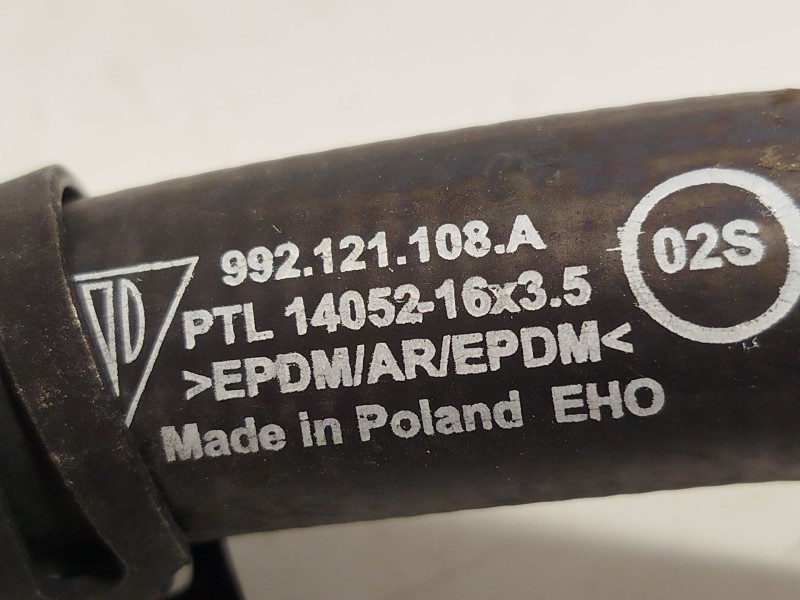 992.121.108.A
PTL 14052-16x3.5
>EPDM/AR/EPDM<
Made in Poland EHO
02S